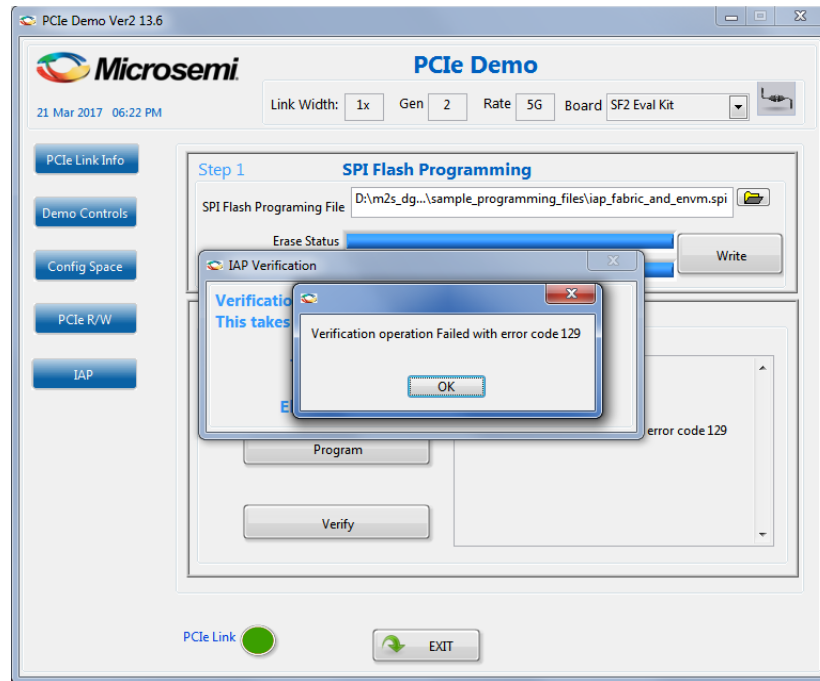 PCIe Demo Ver2 13.6
Microsemi.
PCIe Demo
21 Mar 2017 06:22 PM
Link Width: 1x Gen 2 Rate 5G Board SF2 Eval Kit
PCIe Link Info
Demo Controls
Config Space
PCIe R/W
IAP
Step 1 SPI Flash Programming
SPI Flash Programing File D:\m2s_dg...\sample_programming_files\iap_fabric_and_envm.spi
Erase Status
Write
IAP Verification
Verificatio
This takes
El
Verification operation Failed with error code 129
OK
error code 129
Program
Verify
PCIe Link
EXIT